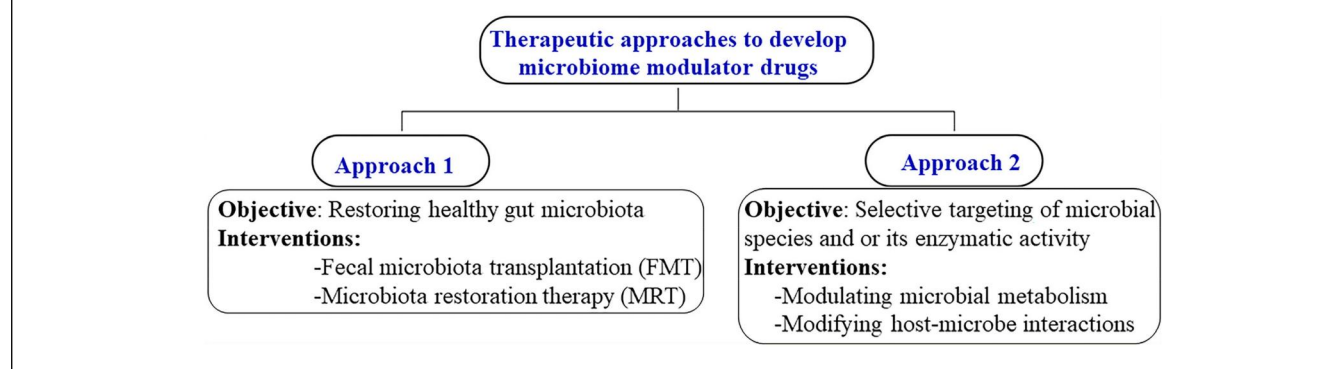 Therapeutic approaches to develop
microbiome modulator drugs
Approach 1
Objective: Restoring healthy gut microbiota
Interventions:
-Fecal microbiota transplantation (FMT)
-Microbiota restoration therapy (MRT)
Approach 2
Objective: Selective targeting of microbial
species and or its enzymatic activity
Interventions:
-Modulating microbial metabolism
-Modifying host-microbe interactions